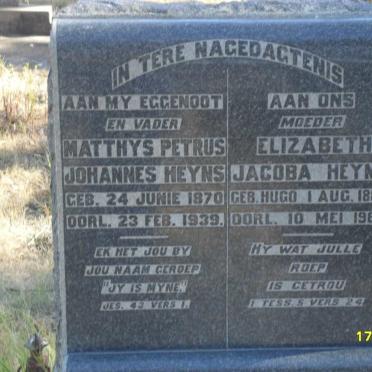 IN TERE NAGEDAGTENIS
AAN MY EGGENOOT
EN VADER
MATTHYS PETRUS
JOHANNES HEYNS
GEB. 24 JUNIE 1870
OORL. 23 FEB. 1939.
EK HET JOU BY
JOU NAAM GEROEP
"JY IS MYNE"
JES. 43 VERS 1.
AAN ONS
MOEDER
ELIZABETH
JACOBA HEYN
GEB. HUGO 1 AUG. 18
OORL. 10 MEI 19
HY WAT JULLE
ROEP
IS GETROU
1 TESS. 5 VERS 24
17